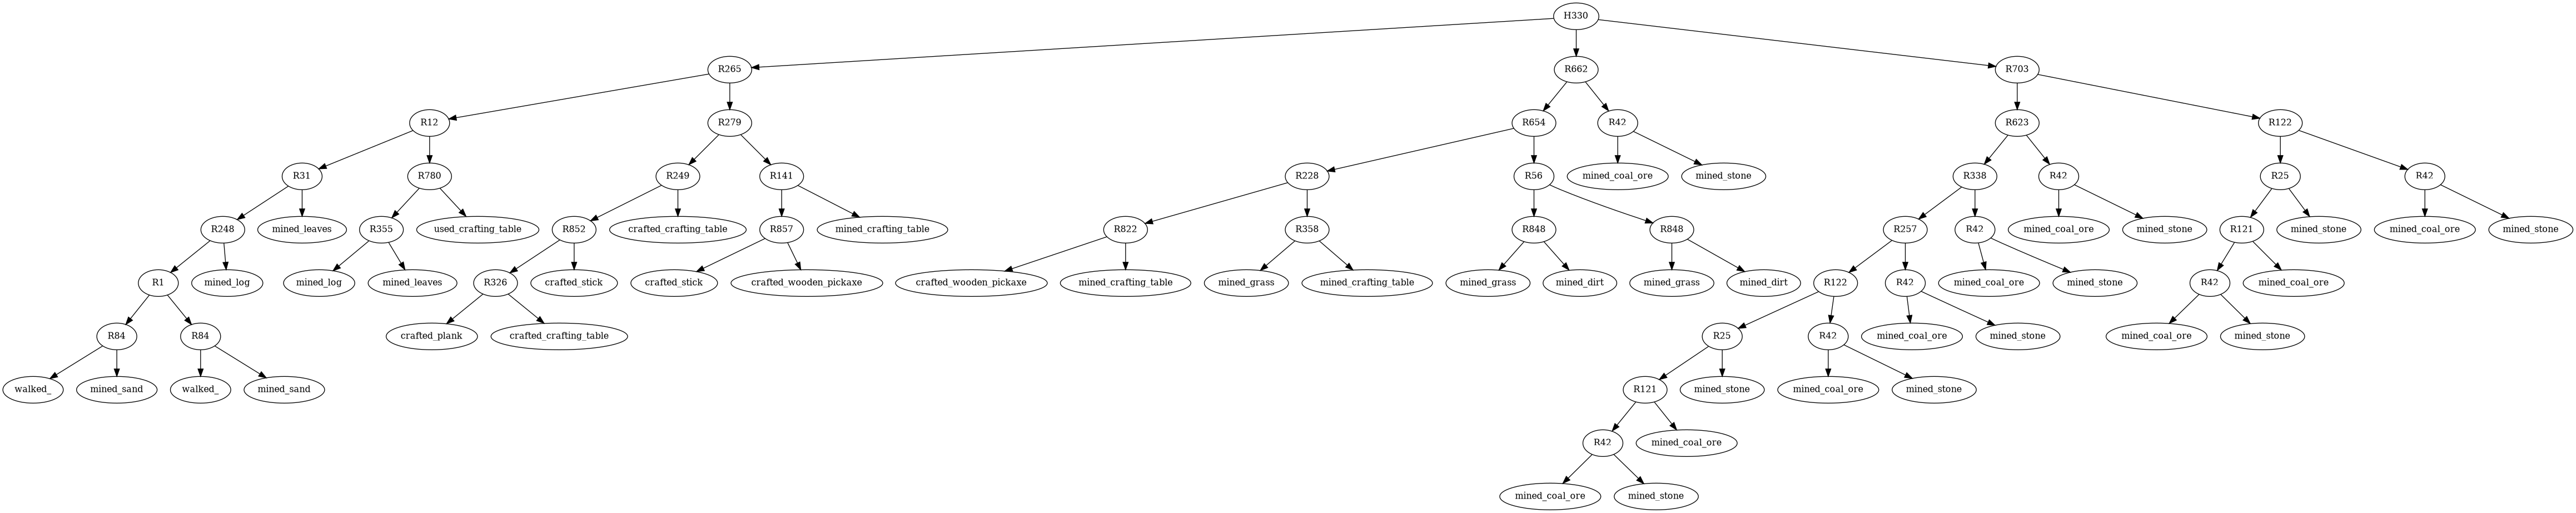 H330
R265
R662
R703
R12
R279
R654
R42
R623
R122
R31
R780
R249
R141
R228
R56
mined_coal_ore
mined_stone
R338
R42
R25
R42
R248
mined_leaves
R355
used_crafting_table
R852
crafted_crafting_table
R857
mined_crafting_table
R822
R358
R848
R848
R257
R42
mined_coal_ore
mined_stone
R121
mined_stone
mined_coal_ore
mined_stone
R1
mined_log
mined_log
mined_leaves
R326
crafted_stick
crafted_stick
crafted_wooden_pickaxe
crafted_wooden_pickaxe
mined_crafting_table
mined_grass
mined_crafting_table
mined_grass
mined_dirt
mined_grass
mined_dirt
R122
R42
mined_coal_ore
mined_stone
R42
mined_coal_ore
R84
R84
crafted_plank
crafted_crafting_table
R25
R42
mined_coal_ore
mined_stone
mined_coal_ore
mined_stone
walked_
mined_sand
walked_
mined_sand
R121
mined_stone
mined_coal_ore
mined_stone
R42
mined_coal_ore
mined_coal_ore
mined_stone